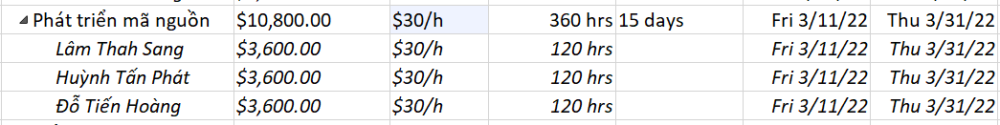 Phát triển mã nguồn $10,800.00 $30/h 360 hrs 15 days Fri 3/11/22 Thu 3/31/22
Lâm Thah Sang $3,600.00 $30/h 120 hrs Fri 3/11/22 Thu 3/31/22
Huỳnh Tấn Phát $3,600.00 $30/h 120 hrs Fri 3/11/22 Thu 3/31/22
Đỗ Tiến Hoàng $3,600.00 $30/h 120 hrs Fri 3/11/22 Thu 3/31/22